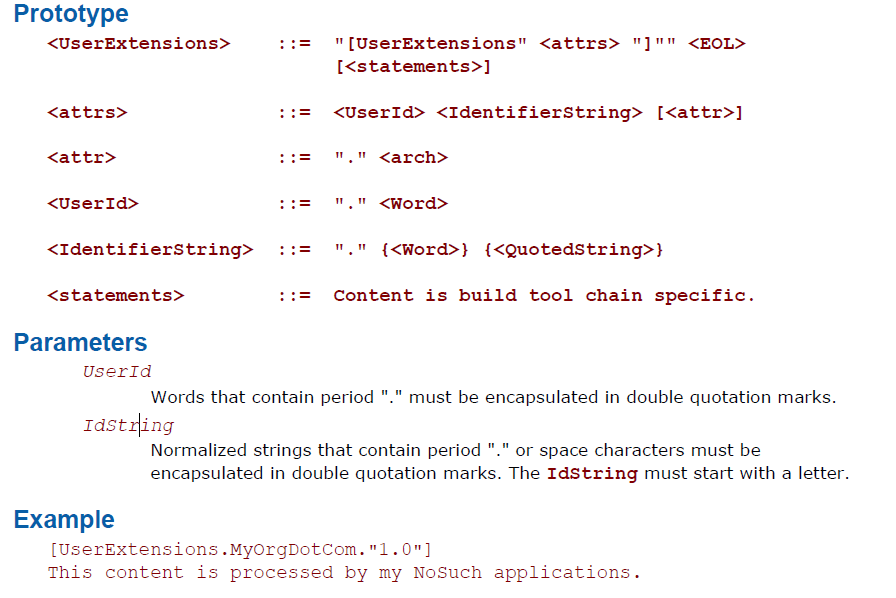 Prototype
<UserExtensions> ::= "[UserExtensions" <attrs> "]"" <EOL>
[<statements>]
<attrs> ::= <UserId> <IdentifierString> [<attr>]
<attr> ::= "." <arch>
<UserId> ::= "." <Word>
<IdentifierString> ::= "." {<Word>} {<QuotedString>}
<statements> ::= Content is build tool chain specific.
Parameters
UserId
Words that contain period "." must be encapsulated in double quotation marks.
IdString
Normalized strings that contain period "." or space characters must be
encapsulated in double quotation marks. The IdString must start with a letter.
Example
[UserExtensions.MyOrgDotCom."1.0"]
This content is processed by my NoSuch applications.